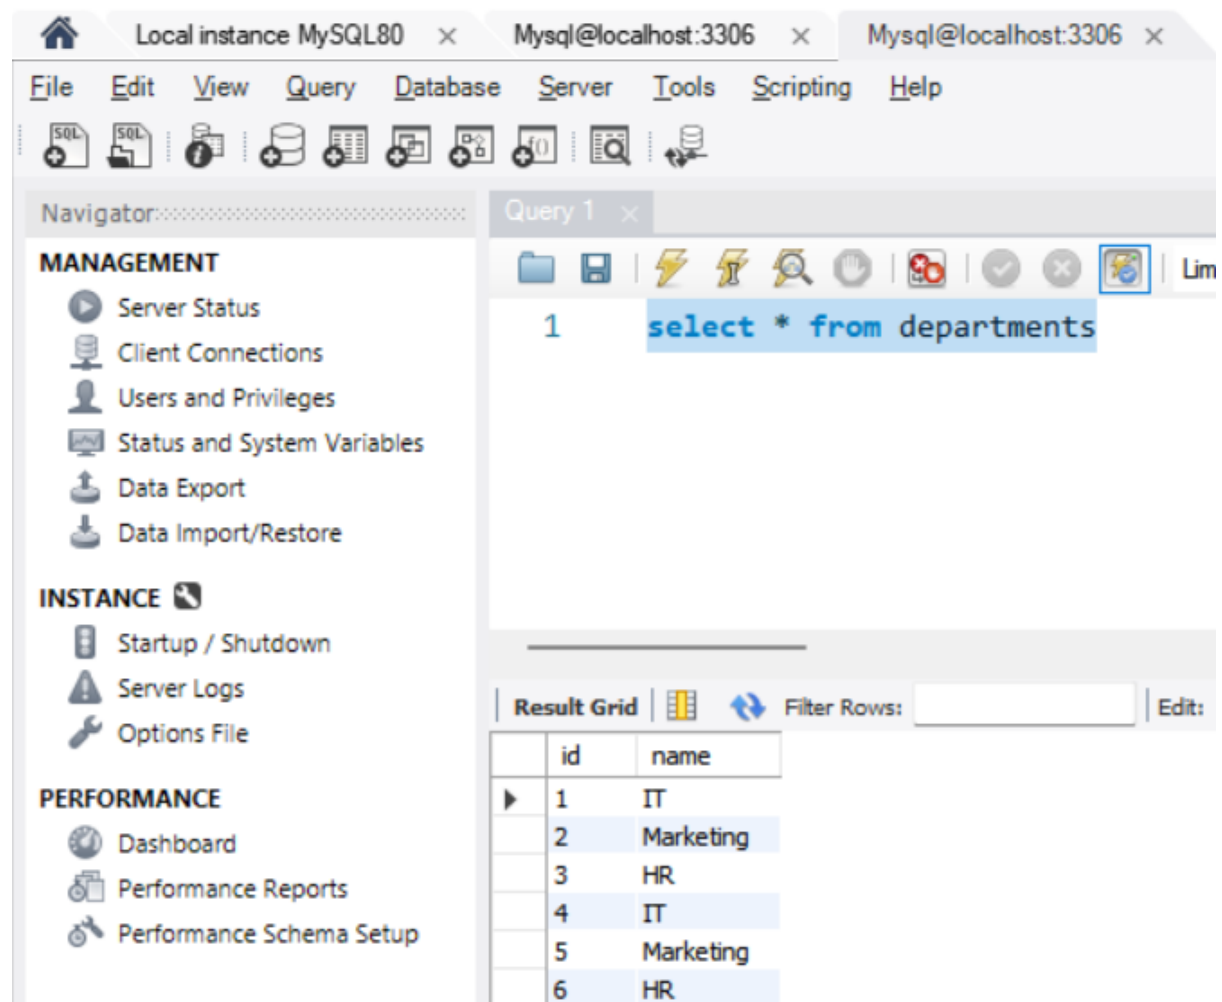 Local instance MySQL80 Mysql@localhost:3306 Mysql@localhost:3306
File Edit View Query Database Server Tools Scripting Help
SQL SQL f()
Navigator
Query 1
MANAGEMENT
Server Status
Client Connections
Users and Privileges
Status and System Variables
Data Export
Data Import/Restore
INSTANCE
Startup / Shutdown
Server Logs
Options File
PERFORMANCE
Dashboard
Performance Reports
Performance Schema Setup
Lim
1 select * from departments
Result Grid Filter Rows: Edit:
id name
1 IT
2 Marketing
3 HR
4 IT
5 Marketing
6 HR